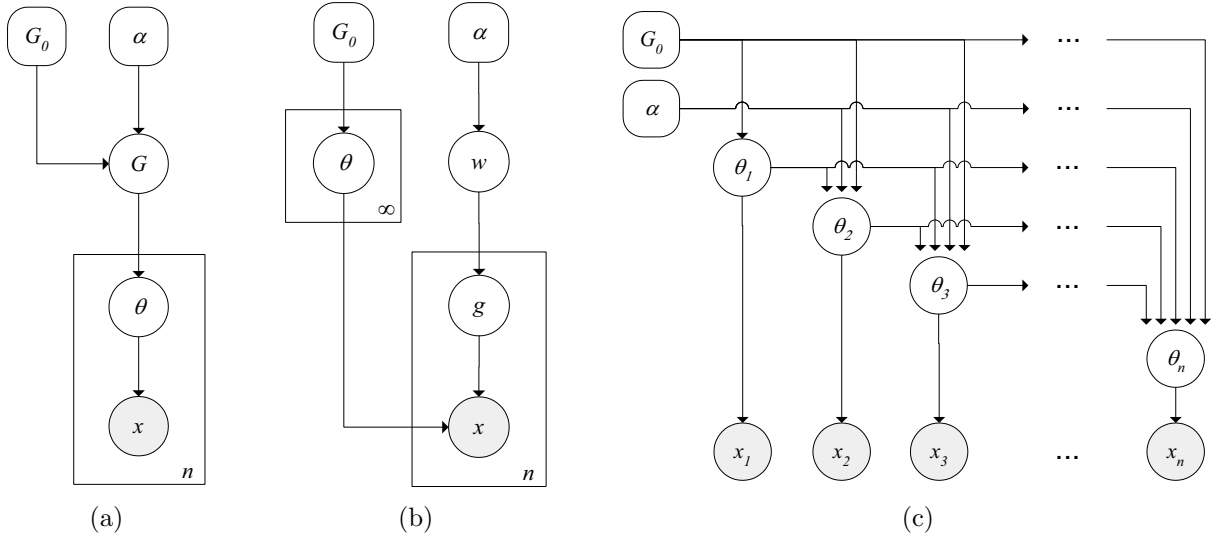 G₀ α
G
θ
x
n
(a)
G₀ α
θ w
∞
g
x
n
(b)
G₀ ...
α ...
θ₁ ...
θ₂ ...
θ₃ ...
θₙ
x₁ x₂ x₃ ... xₙ
(c)